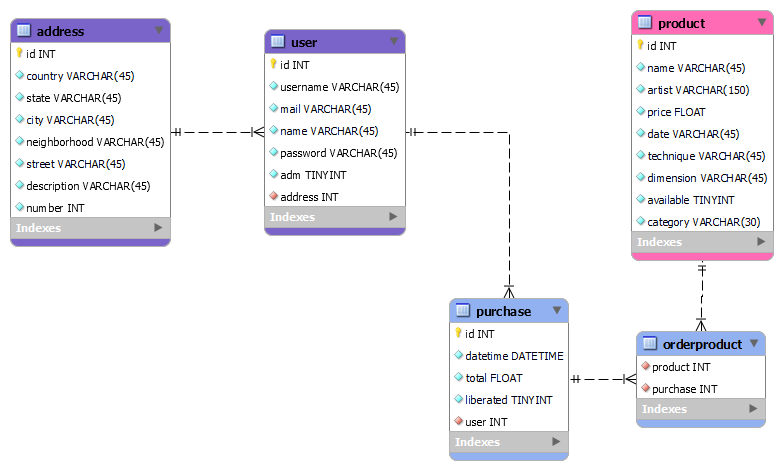 address
id INT
country VARCHAR(45)
state VARCHAR(45)
city VARCHAR(45)
neighborhood VARCHAR(45)
street VARCHAR(45)
description VARCHAR(45)
number INT
Indexes
user
id INT
username VARCHAR(45)
mail VARCHAR(45)
name VARCHAR(45)
password VARCHAR(45)
adm TINYINT
address INT
Indexes
product
id INT
name VARCHAR(45)
artist VARCHAR(150)
price FLOAT
date VARCHAR(45)
technique VARCHAR(45)
dimension VARCHAR(45)
available TINYINT
category VARCHAR(30)
Indexes
purchase
id INT
datetime DATETIME
total FLOAT
liberated TINYINT
user INT
Indexes
orderproduct
product INT
purchase INT
Indexes